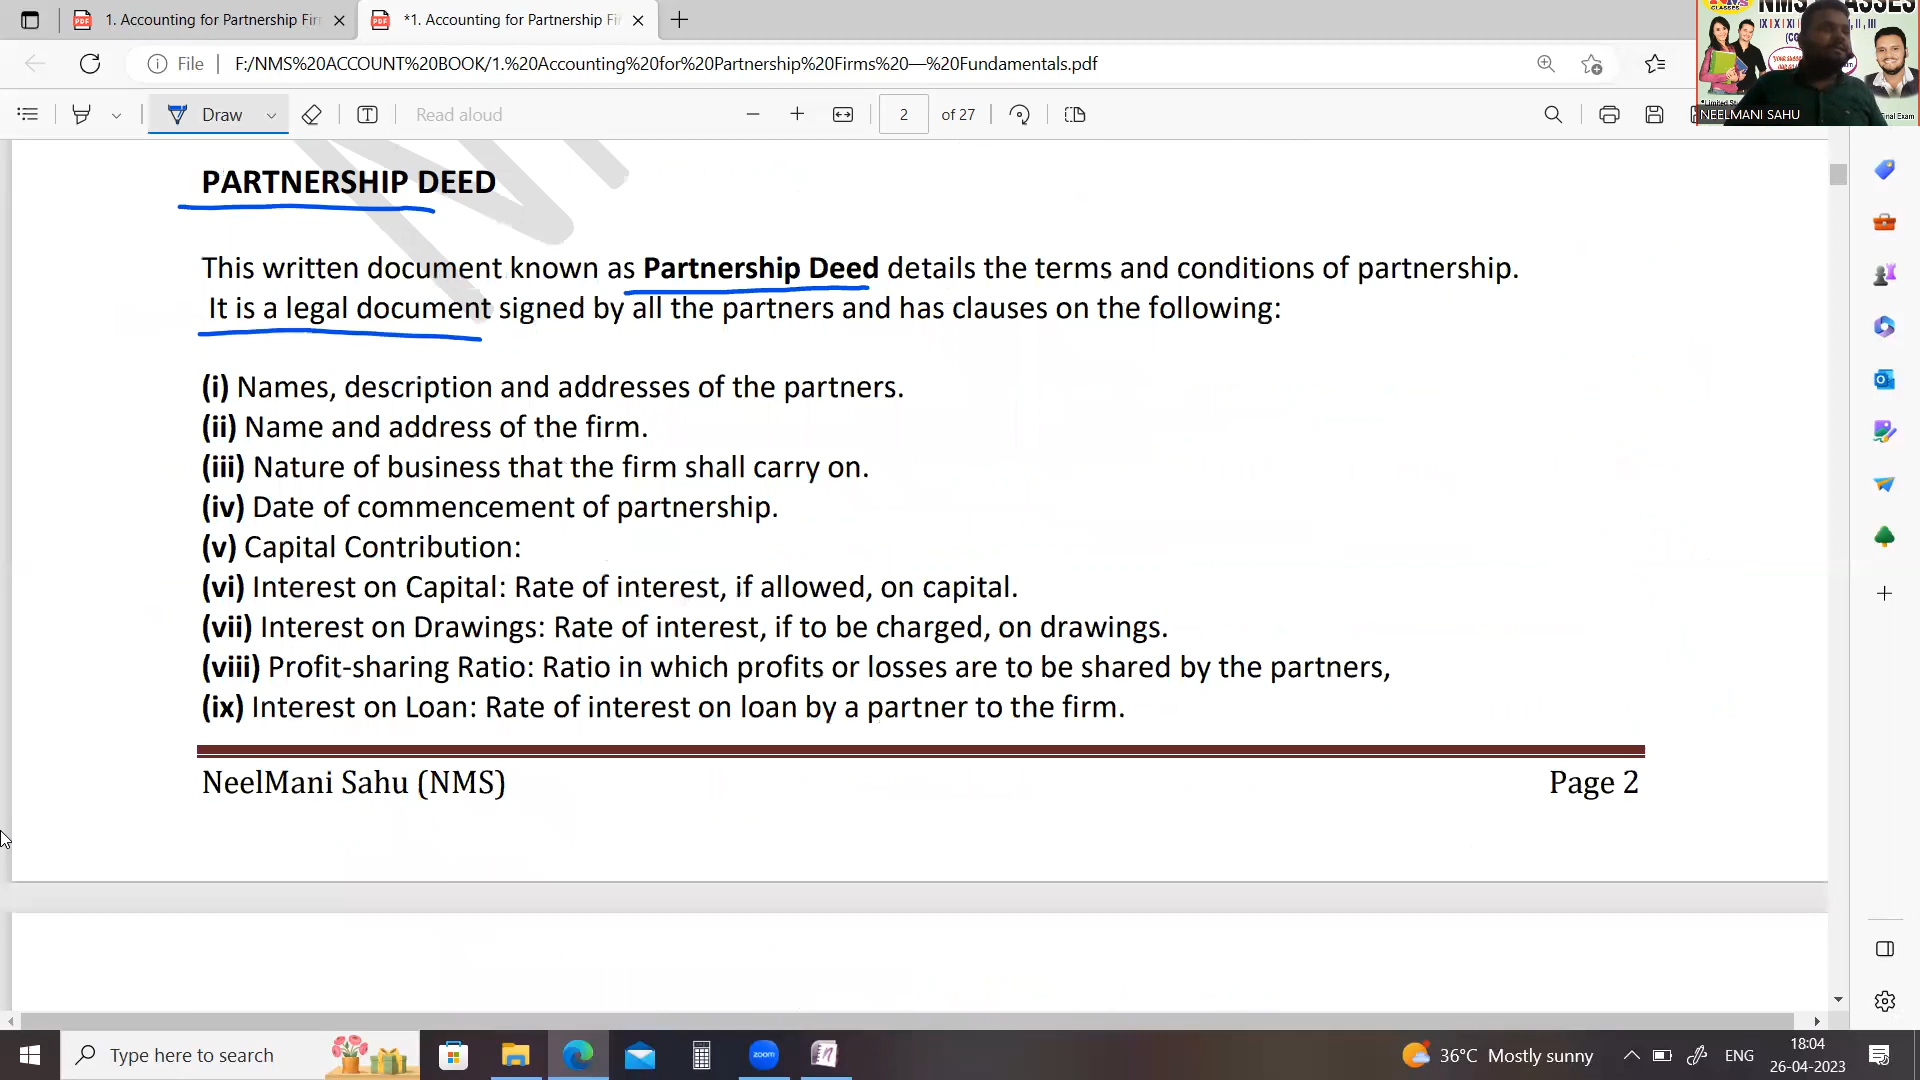 1. Accounting for Partnership Fir
*1. Accounting for Partnership Fi
File
F:/NMS%20ACCOUNT%20BOOK/1.%20Accounting%20for%20Partnership%20Firms%20—%20Fundamentals.pdf
Draw
Read aloud
2
of 27
NEELMANI SAHU
PARTNERSHIP DEED
This written document known as Partnership Deed details the terms and conditions of partnership.
It is a legal document signed by all the partners and has clauses on the following:
(i) Names, description and addresses of the partners.
(ii) Name and address of the firm.
(iii) Nature of business that the firm shall carry on.
(iv) Date of commencement of partnership.
(v) Capital Contribution:
(vi) Interest on Capital: Rate of interest, if allowed, on capital.
(vii) Interest on Drawings: Rate of interest, if to be charged, on drawings.
(viii) Profit-sharing Ratio: Ratio in which profits or losses are to be shared by the partners,
(ix) Interest on Loan: Rate of interest on loan by a partner to the firm.
NeelMani Sahu (NMS)
Page 2
Type here to search
zoom
36°C Mostly sunny
ENG
18:04
26-04-2023